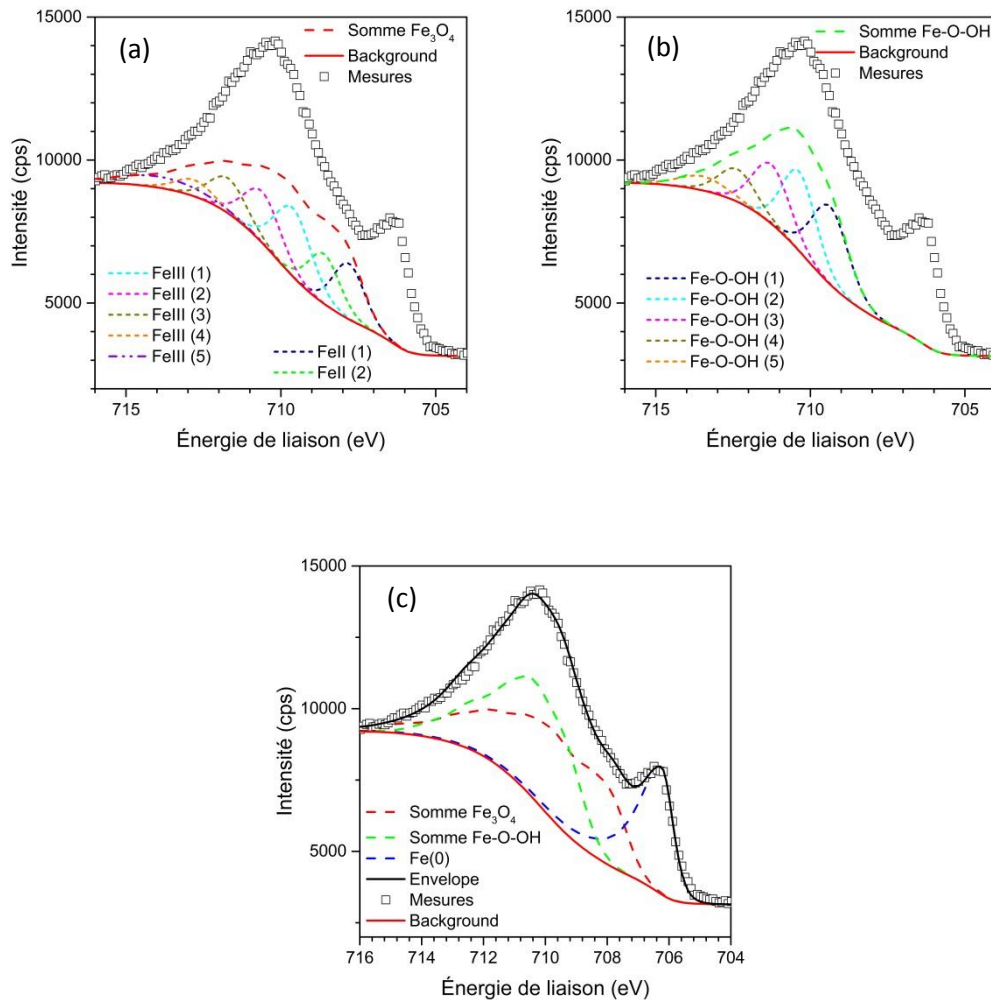 (a)
Somme Fe₃O₄
Background
Mesures
15000
10000
5000
Intensité (cps)
FeIII (1)
FeIII (2)
FeIII (3)
FeIII (4)
FeIII (5)
FeII (1)
FeII (2)
715 710 705
Énergie de liaison (eV)
(b)
Somme Fe-O-OH
Background
Mesures
15000
10000
5000
Intensité (cps)
Fe-O-OH (1)
Fe-O-OH (2)
Fe-O-OH (3)
Fe-O-OH (4)
Fe-O-OH (5)
715 710 705
Énergie de liaison (eV)
(c)
15000
10000
5000
Intensité (cps)
Somme Fe₃O₄
Somme Fe-O-OH
Fe(0)
Envelope
Mesures
Background
716 714 712 710 708 706 704
Énergie de liaison (eV)